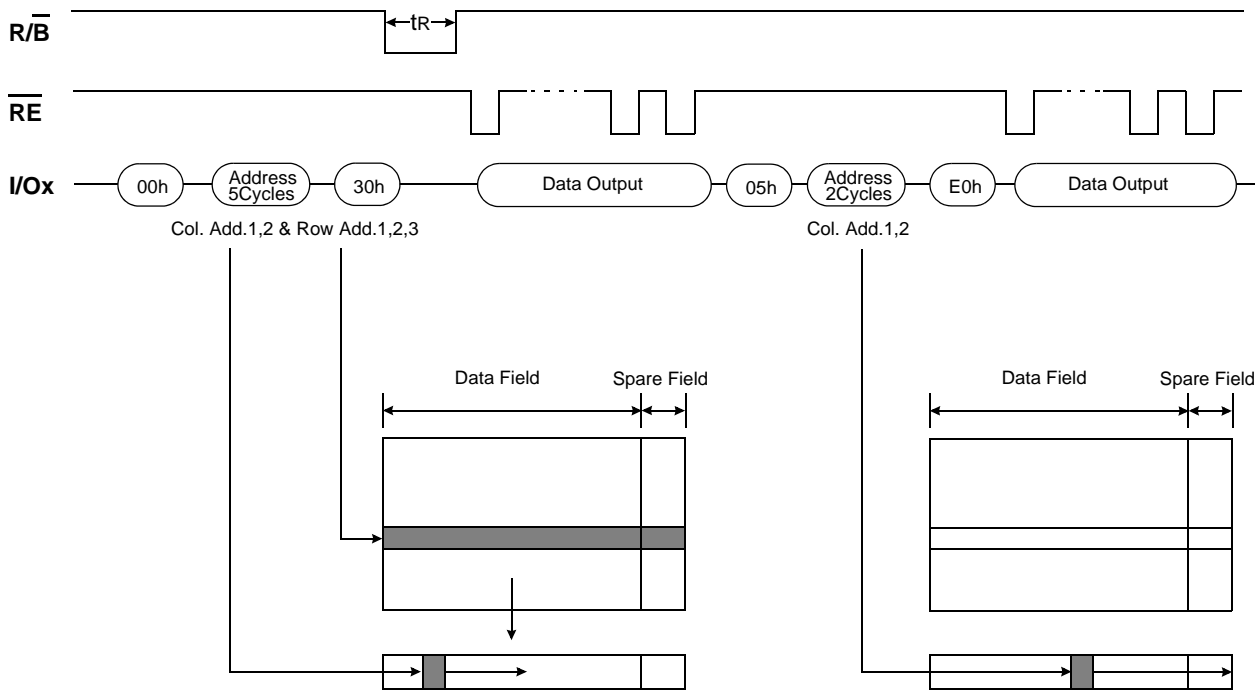 R/B
tR
RE
I/Ox
00h
Address
5Cycles
30h
Data Output
05h
Address
2Cycles
E0h
Data Output
Col. Add.1,2 & Row Add.1,2,3
Col. Add.1,2
Data Field
Spare Field
Data Field
Spare Field